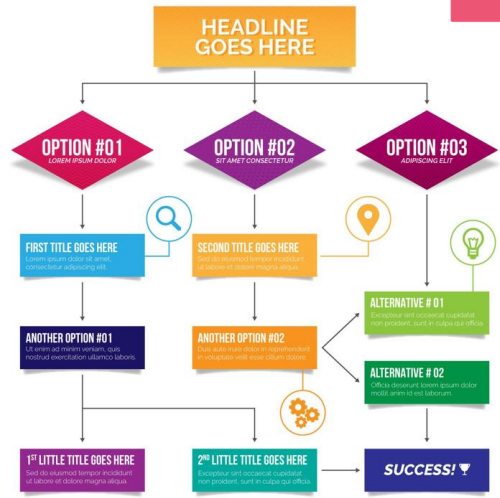 HEADLINE
GOES HERE
OPTION #01
LOREM IPSUM DOLOR
OPTION #02
SIT AMET CONSECTETUR
OPTION #03
ADIPISCING ELIT
FIRST TITLE GOES HERE
Lorem ipsum dolor sit amet,
consectetur adipiscing elit.
SECOND TITLE GOES HERE
Sed do eiusmod tempor incididunt
ut labore et dolore magna aliqua.
ALTERNATIVE # 01
Excepteur sint occaecat cupidatat
non proident, sunt in culpa qui officia
ANOTHER OPTION #01
Ut enim ad minim veniam, quis
nostrud exercitation ullamco laboris.
ANOTHER OPTION #02
Duis aute irure dolor in reprehenderit
in voluptate velit esse cillum dolore.
ALTERNATIVE # 02
Officia deserunt lorem ipsum dolor
mollit anim id est laborum.
1ST LITTLE TITLE GOES HERE
Sed do eiusmod tempor incididunt
ut labore et dolore magna aliqua.
2ND LITTLE TITLE GOES HERE
Excepteur sint occaecat cupidatat
non proident, sunt in culpa qui officia.
SUCCESS!